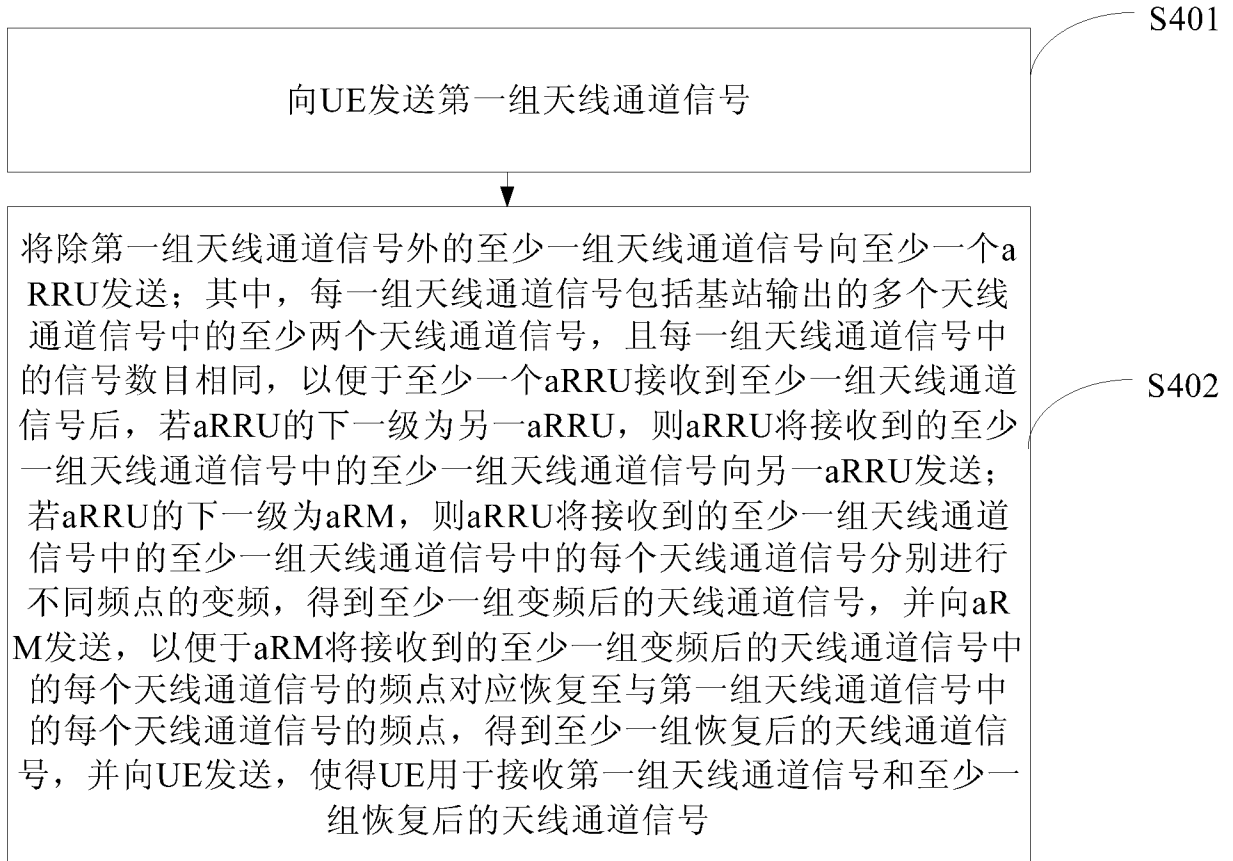 S401
向UE发送第一组天线通道信号
将除第一组天线通道信号外的至少一组天线通道信号向至少一个a
RRU发送；其中，每一组天线通道信号包括基站输出的多个天线
通道信号中的至少两个天线通道信号，且每一组天线通道信号中
的信号数目相同，以便于至少一个aRRU接收到至少一组天线通道
信号后，若aRRU的下一级为另一aRRU，则aRRU将接收到的至少
一组天线通道信号中的至少一组天线通道信号向另一aRRU发送；
若aRRU的下一级为aRM，则aRRU将接收到的至少一组天线通道
信号中的至少一组天线通道信号中的每个天线通道信号分别进行
不同频点的变频，得到至少一组变频后的天线通道信号，并向aR
M发送，以便于aRM将接收到的至少一组变频后的天线通道信号中
的每个天线通道信号的频点对应恢复至与第一组天线通道信号中
的每个天线通道信号的频点，得到至少一组恢复后的天线通道信
号，并向UE发送，使得UE用于接收第一组天线通道信号和至少一
组恢复后的天线通道信号
S402